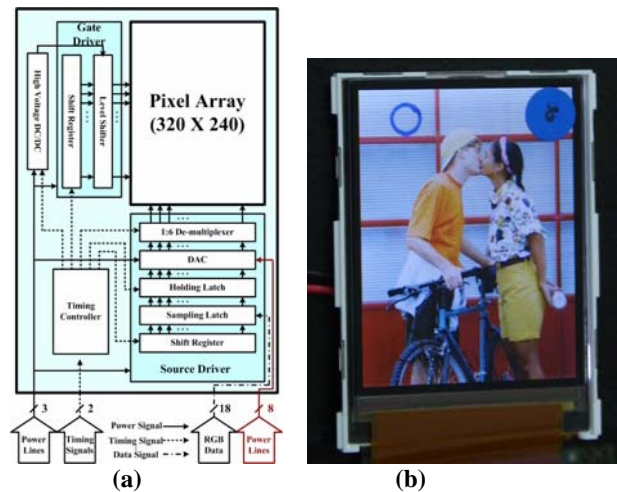 Gate
Driver
High Voltage DC/DC
Shift Register
Level Shifter
Pixel Array
(320 X 240)
1:6 De-multiplexer
DAC
Holding Latch
Sampling Latch
Shift Register
Source Driver
Timing
Controller
3
2
18
8
Power Signal
Timing Signal
Data Signal
Power
Lines
Timing
Signals
RGB
Data
Power
Lines
(a)
(b)